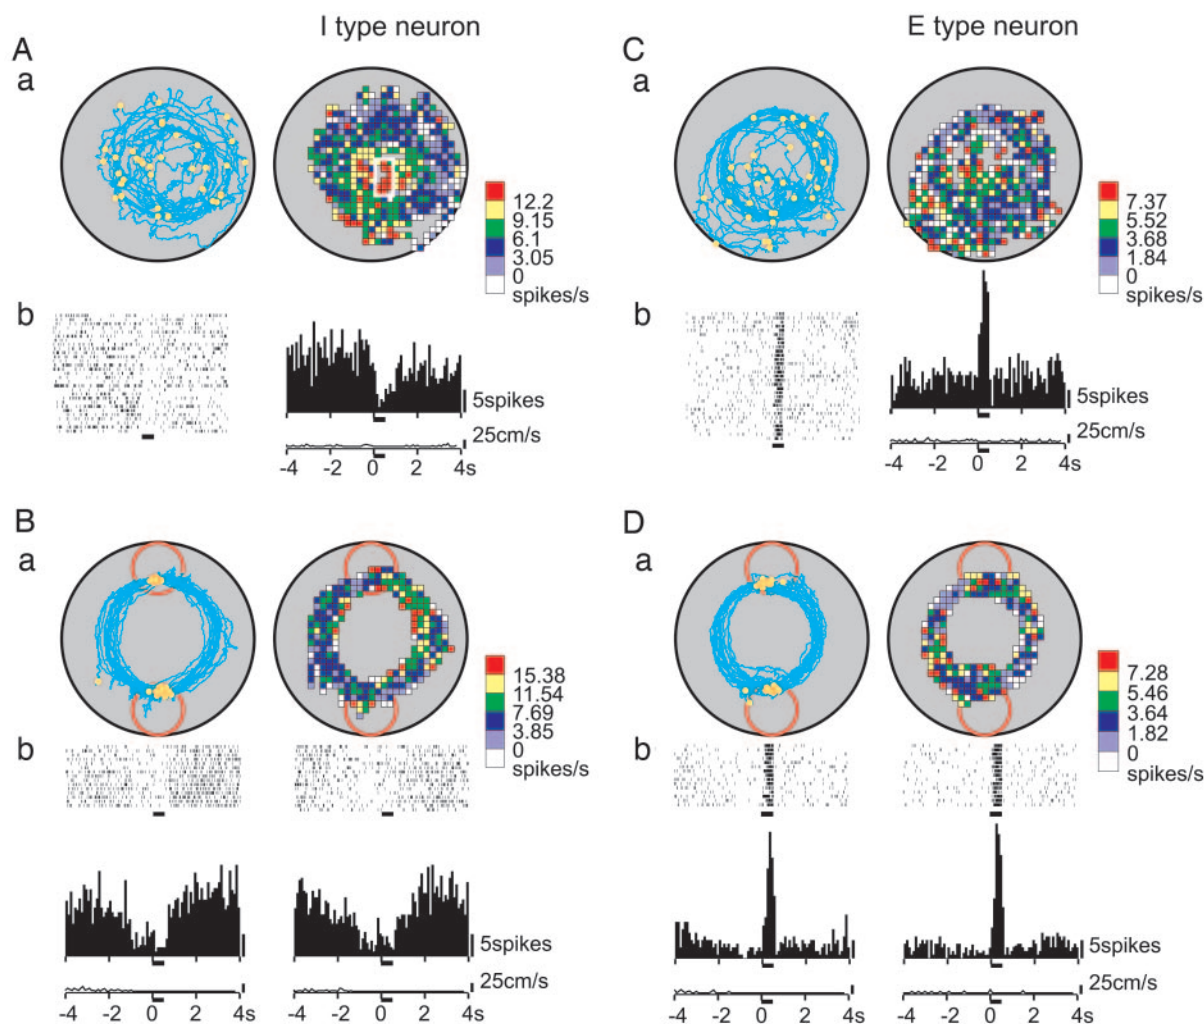 I type neuron
E type neuron
A
a
12.2
9.15
6.1
3.05
0
spikes/s
b
5spikes
25cm/s
-4 -2 0 2 4s
C
a
7.37
5.52
3.68
1.84
0
spikes/s
b
5spikes
25cm/s
-4 -2 0 2 4s
B
a
15.38
11.54
7.69
3.85
0
spikes/s
b
5spikes
25cm/s
-4 -2 0 2 4s
-4 -2 0 2 4s
D
a
7.28
5.46
3.64
1.82
0
spikes/s
b
5spikes
25cm/s
-4 -2 0 2 4s
-4 -2 0 2 4s